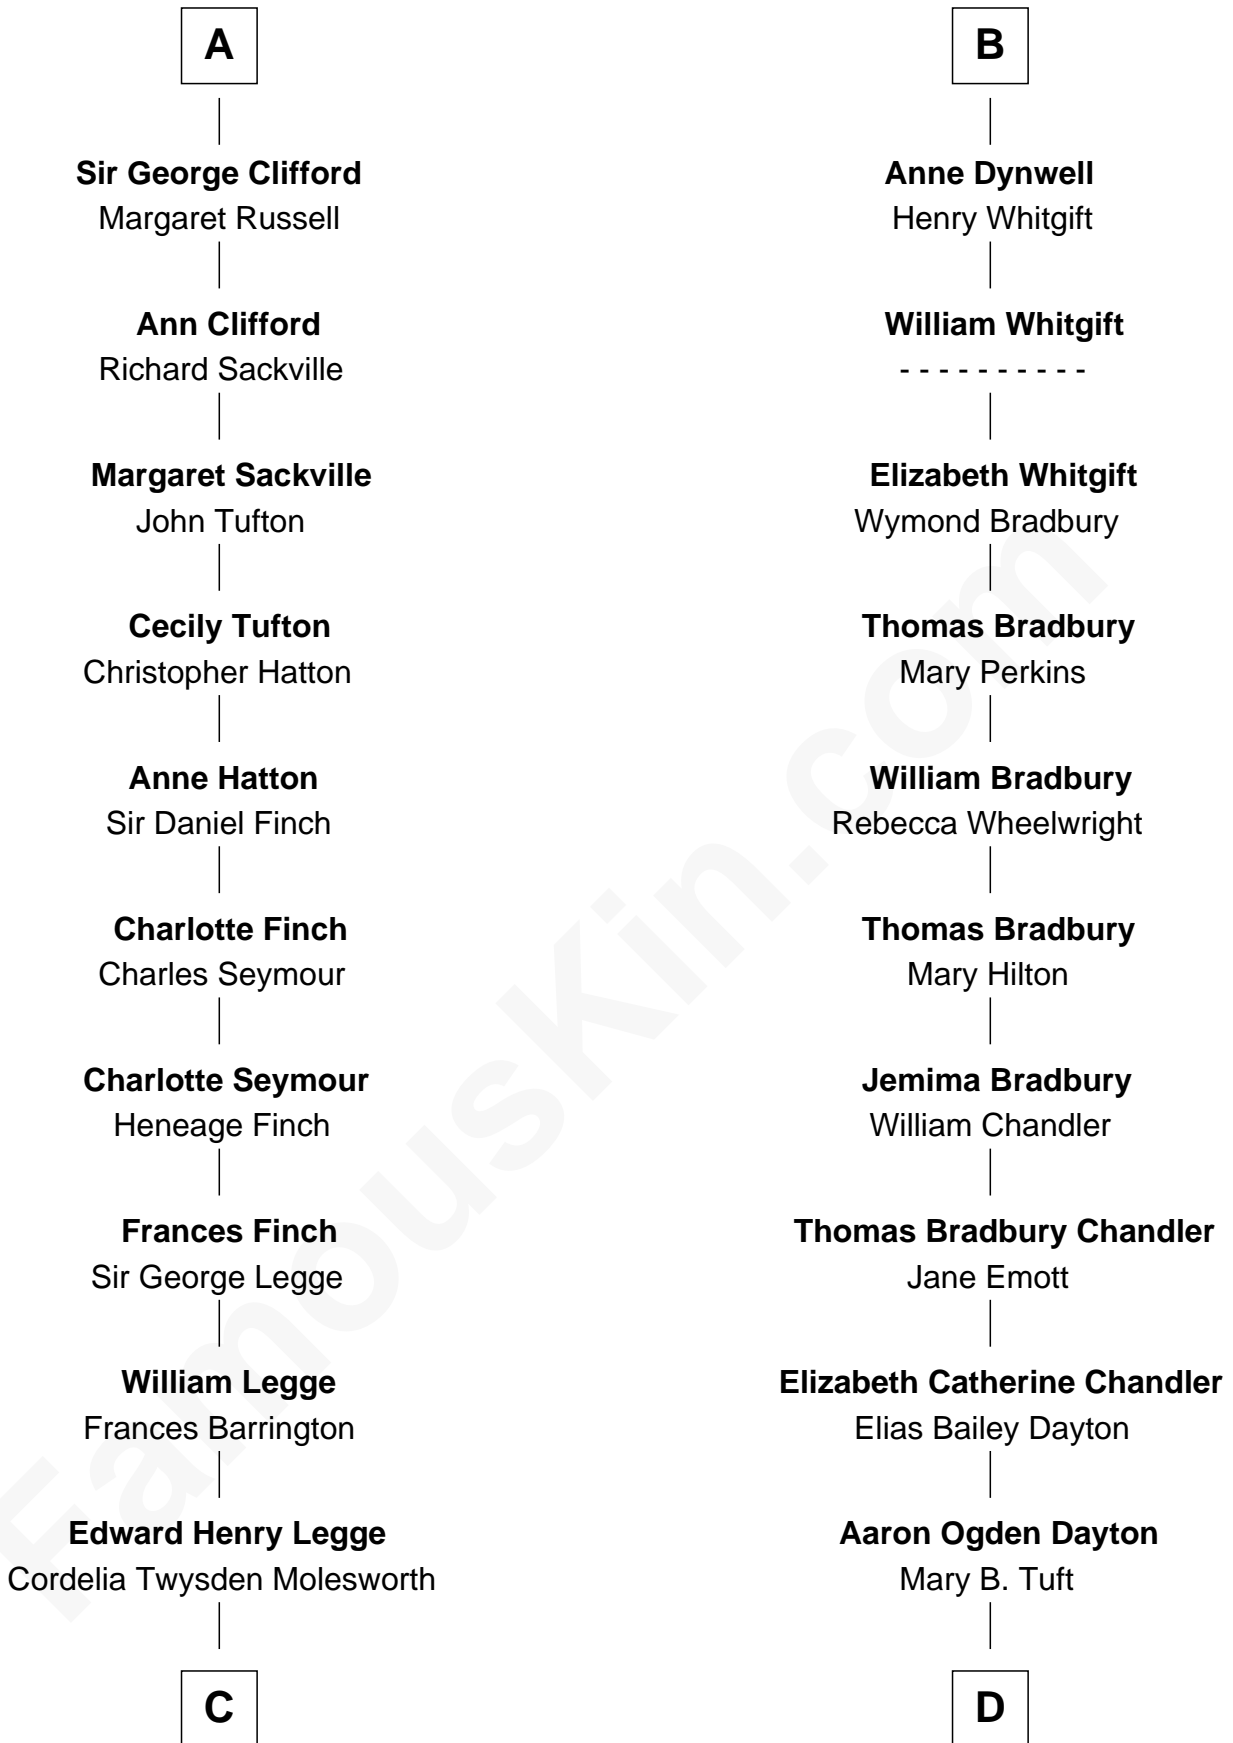 A
Sir George Clifford
Margaret Russell
Ann Clifford
Richard Sackville
Margaret Sackville
John Tufton
Cecily Tufton
Christopher Hatton
Anne Hatton
Sir Daniel Finch
Charlotte Finch
Charles Seymour
Charlotte Seymour
Heneage Finch
Frances Finch
Sir George Legge
William Legge
Frances Barrington
Edward Henry Legge
Cordelia Twysden Molesworth
C
B
Anne Dynwell
Henry Whitgift
William Whitgift
- - - - - - - - - -
Elizabeth Whitgift
Wymond Bradbury
Thomas Bradbury
Mary Perkins
William Bradbury
Rebecca Wheelwright
Thomas Bradbury
Mary Hilton
Jemima Bradbury
William Chandler
Thomas Bradbury Chandler
Jane Emott
Elizabeth Catherine Chandler
Elias Bailey Dayton
Aaron Ogden Dayton
Mary B. Tuft
D
FamousKin.com